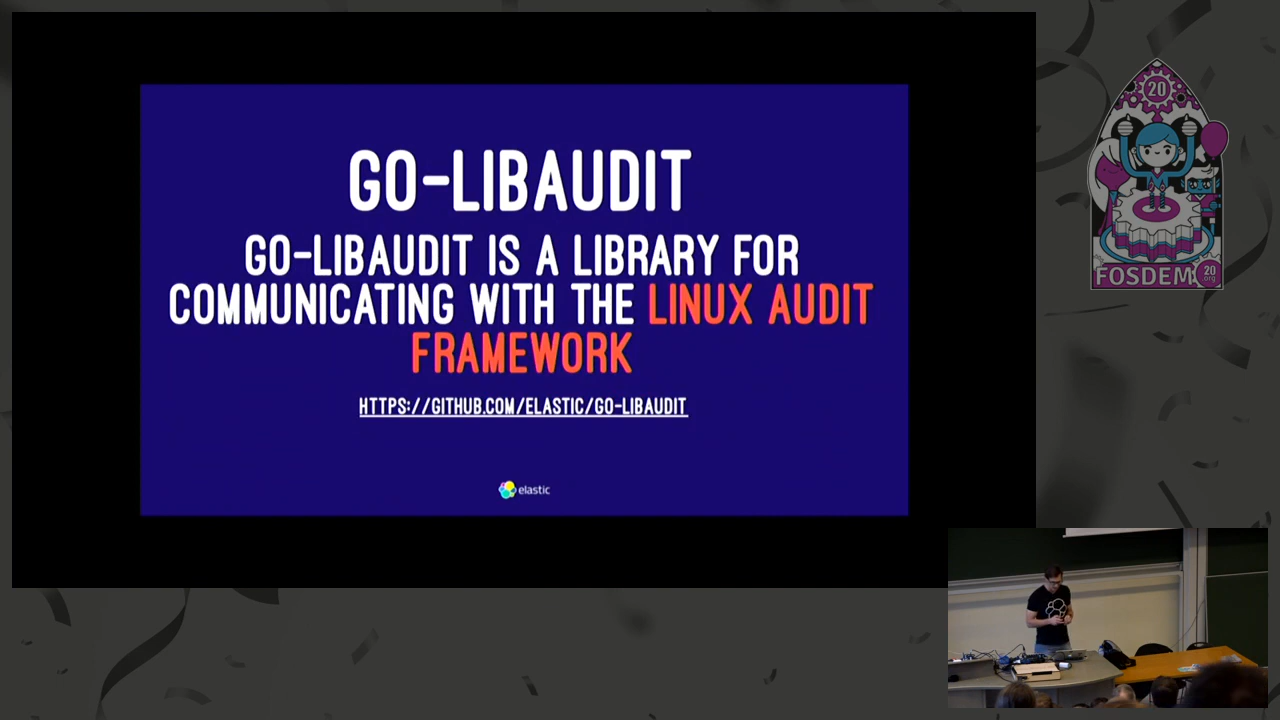 GO-LIBAUDIT
GO-LIBAUDIT IS A LIBRARY FOR
COMMUNICATING WITH THE LINUX AUDIT
FRAMEWORK
HTTPS://GITHUB.COM/ELASTIC/GO-LIBAUDIT
elastic
20
FOSDEM
20
.org